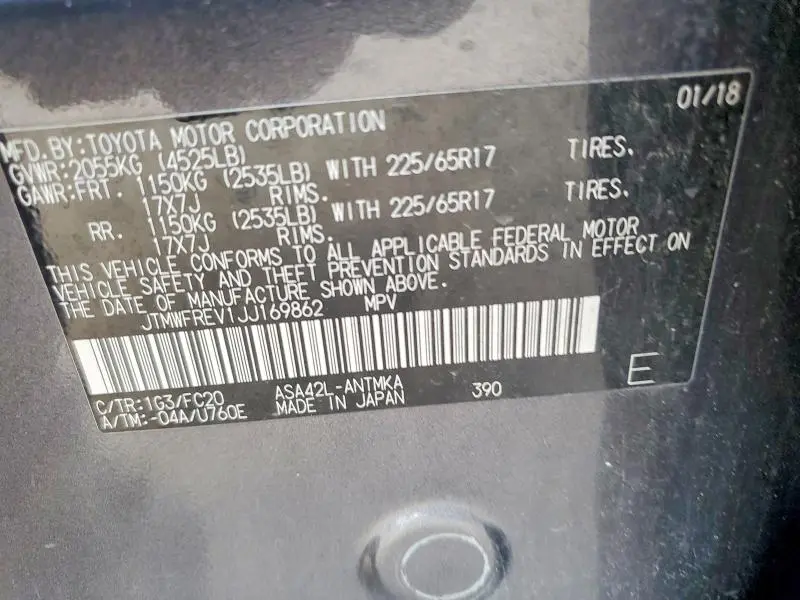 01/18
MFD.BY:TOYOTA MOTOR CORPORATION
GVWR:2055KG (4525LB)
GAWR:FRT. 1150KG (2535LB) WITH 225/65R17 TIRES.
17X7J RIMS.
RR. 1150KG (2535LB) WITH 225/65R17 TIRES.
17X7J RIMS.
THIS VEHICLE CONFORMS TO ALL APPLICABLE FEDERAL MOTOR
VEHICLE SAFETY AND THEFT PREVENTION STANDARDS IN EFFECT ON
THE DATE OF MANUFACTURE SHOWN ABOVE.
JTMWFREV1JJ169862 MPV
C/TR:1G3/FC20 ASA42L-ANTMKA 390 E
A/TM:-04A/U760E MADE IN JAPAN